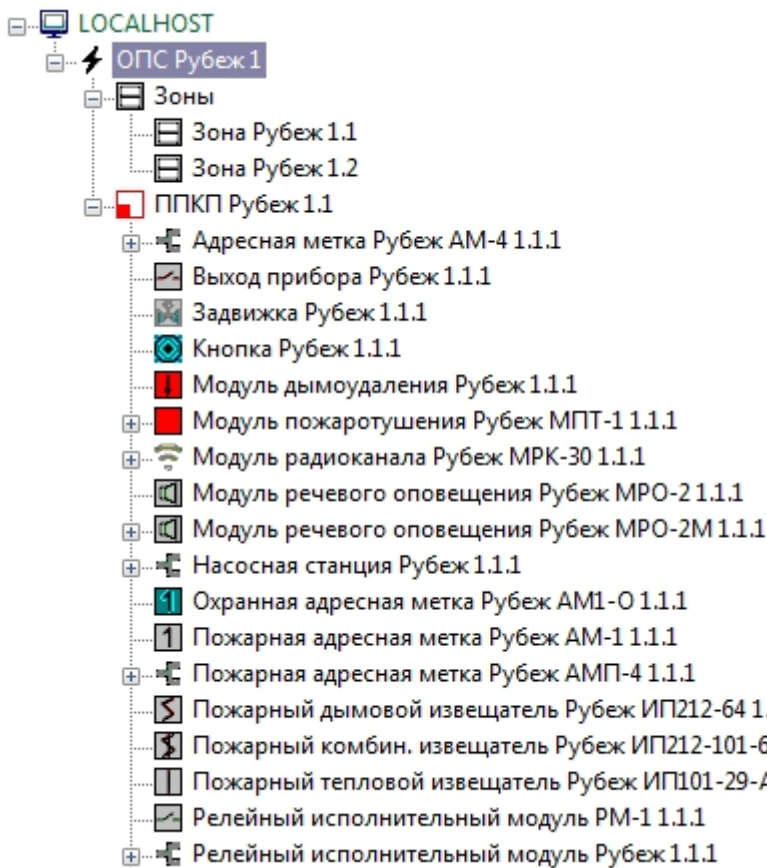 LOCALHOST
ОПС Рубеж 1
Зоны
Зона Рубеж 1.1
Зона Рубеж 1.2
ППКП Рубеж 1.1
Адресная метка Рубеж АМ-4 1.1.1
Выход прибора Рубеж 1.1.1
Задвижка Рубеж 1.1.1
Кнопка Рубеж 1.1.1
Модуль дымоудаления Рубеж 1.1.1
Модуль пожаротушения Рубеж МПТ-1 1.1.1
Модуль радиоканала Рубеж МРК-30 1.1.1
Модуль речевого оповещения Рубеж МРО-2 1.1.1
Модуль речевого оповещения Рубеж МРО-2М 1.1.1
Насосная станция Рубеж 1.1.1
1 Охранная адресная метка Рубеж АМ1-О 1.1.1
1 Пожарная адресная метка Рубеж АМ-1 1.1.1
Пожарная адресная метка Рубеж АМП-4 1.1.1
Пожарный дымовой извещатель Рубеж ИП212-64 1.
Пожарный комбин. извещатель Рубеж ИП212-101-6
Пожарный тепловой извещатель Рубеж ИП101-29-А
Релейный исполнительный модуль РМ-1 1.1.1
Релейный исполнительный модуль Рубеж 1.1.1